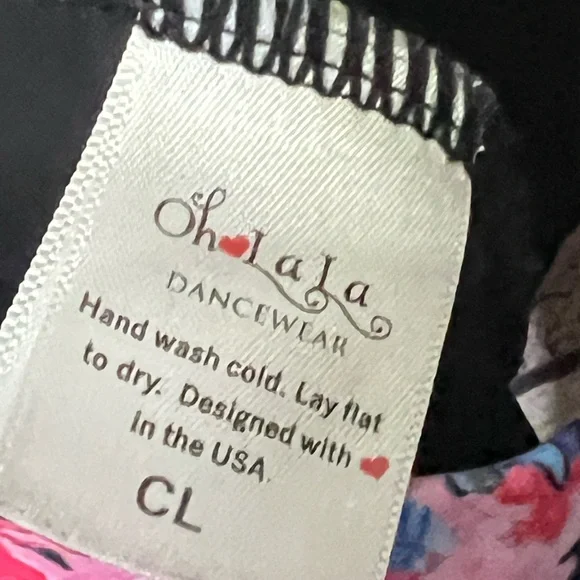 Oh La La
DANCEWEAR
Hand wash cold. Lay flat
to dry. Designed with
in the USA.
CL